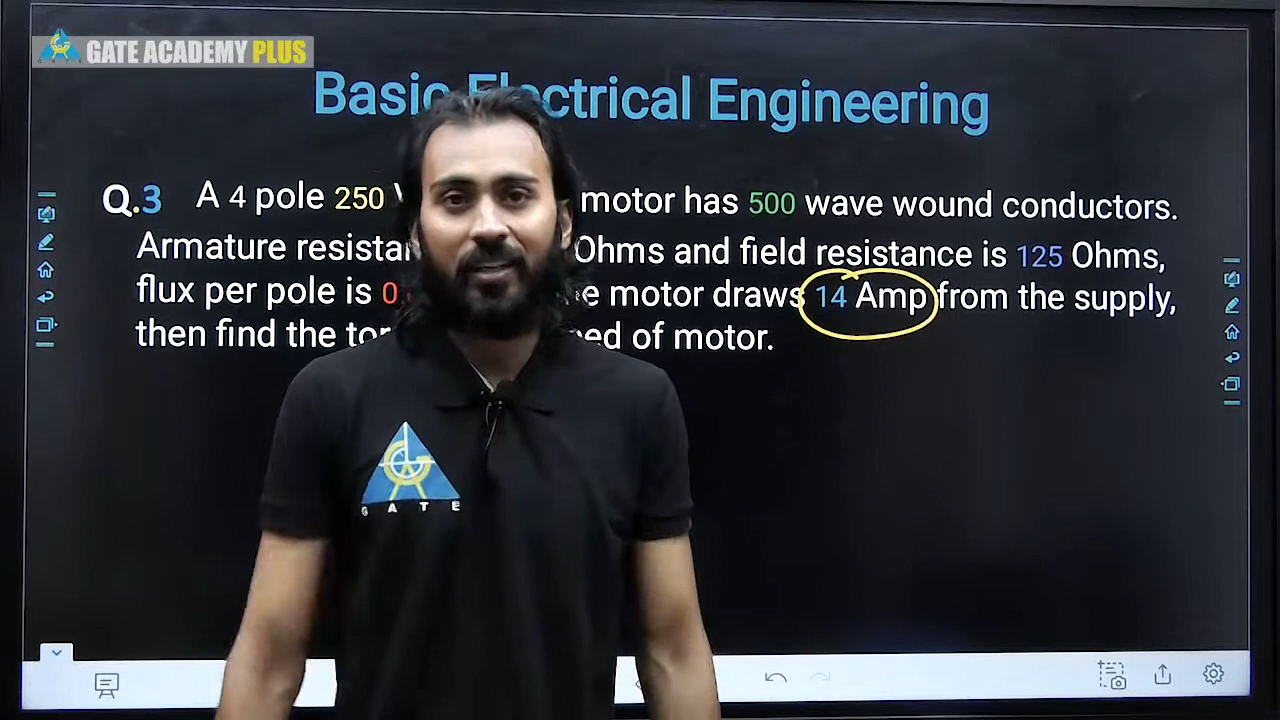 GATE ACADEMY PLUS
Basic Electrical Engineering
Q.3 A 4 pole 250 motor has 500 wave wound conductors.
Armature Ohms and field resistance is 125 Ohms,
flux per pole is motor draws 14 Amp from the supply,
then find the of motor.
GATE